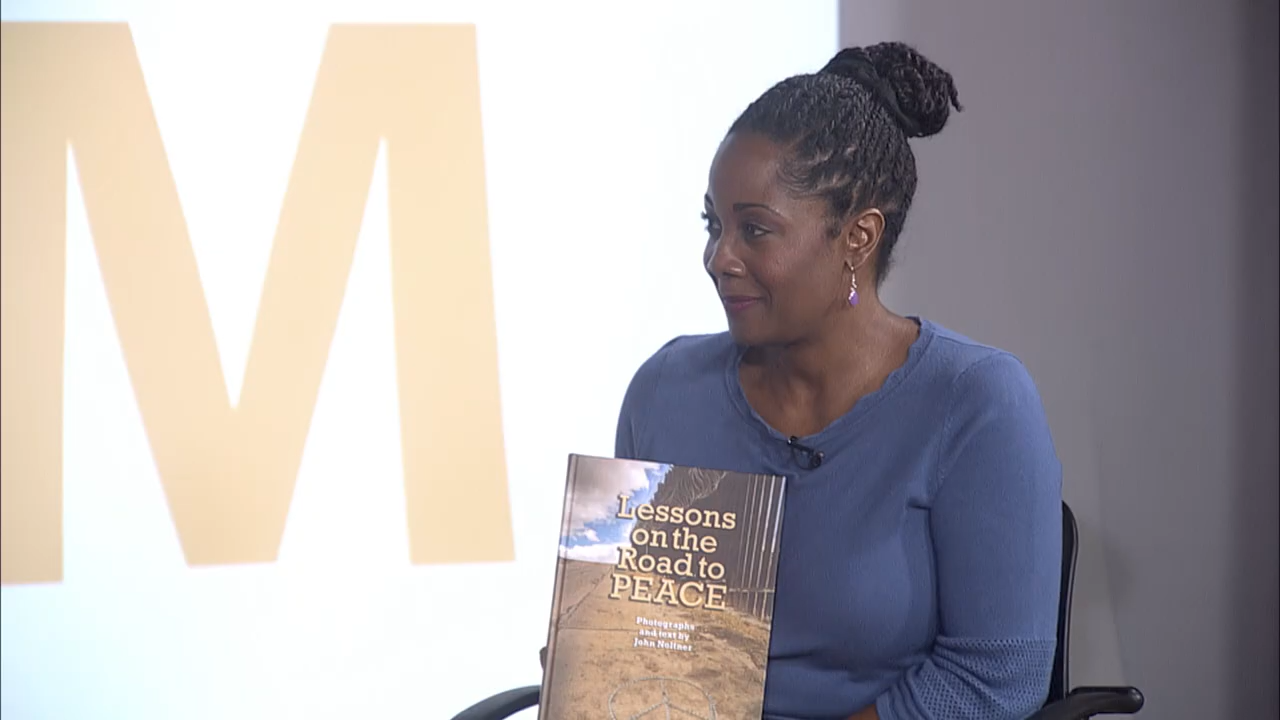 M
Lessons
on the
Road to
PEACE
Photographs
and text by
John Noltner